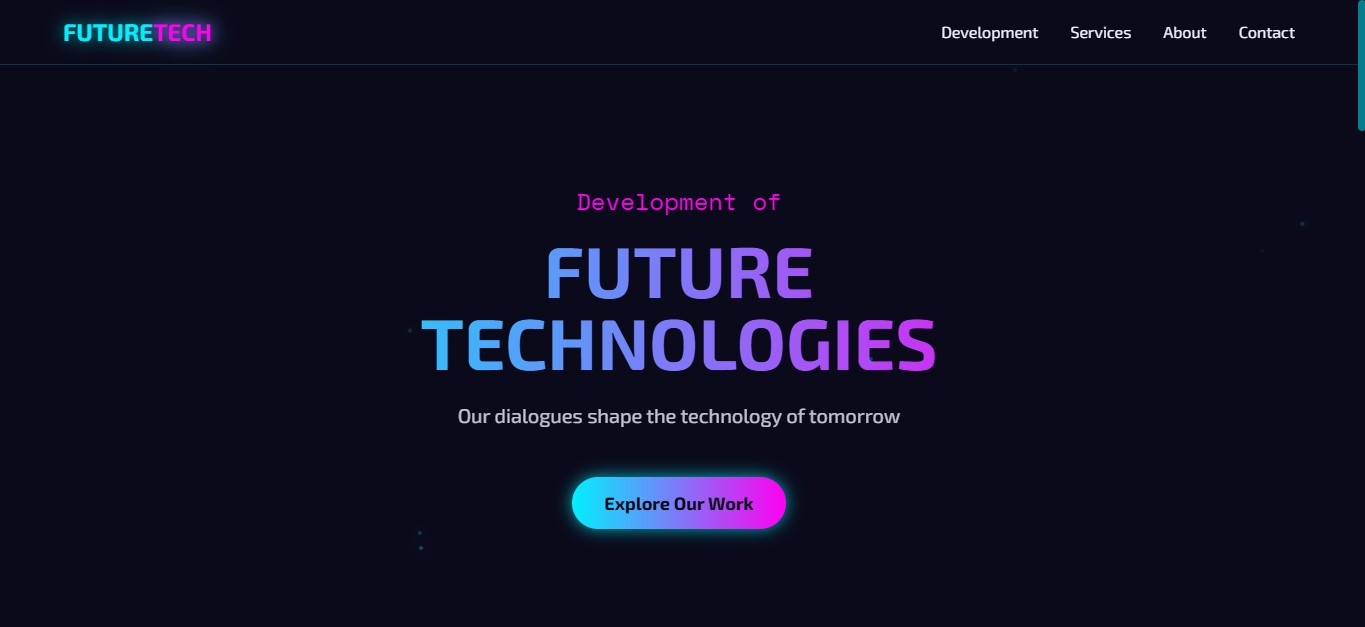 FUTURETECH
Development Services About Contact
Development of
FUTURE
TECHNOLOGIES
Our dialogues shape the technology of tomorrow
Explore Our Work